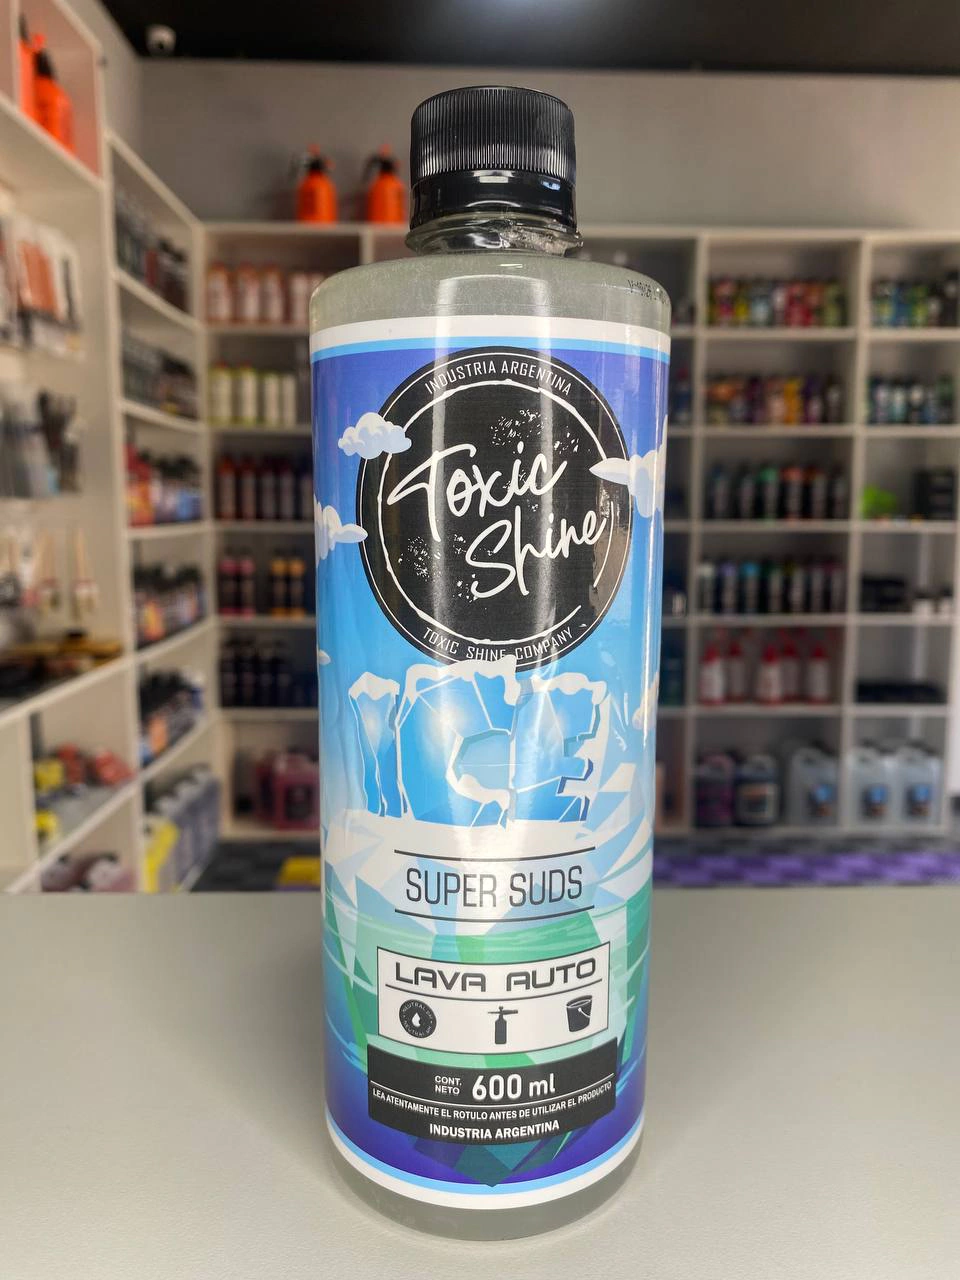 INDUSTRIA ARGENTINA
Toxic
Shine
TOXIC SHINE COMPANY
ICE
SUPER SUDS
LAVA AUTO
CONT. NETO 600 ml
LEA ATENTAMENTE EL ROTULO ANTES DE UTILIZAR EL PRODUCTO
INDUSTRIA ARGENTINA